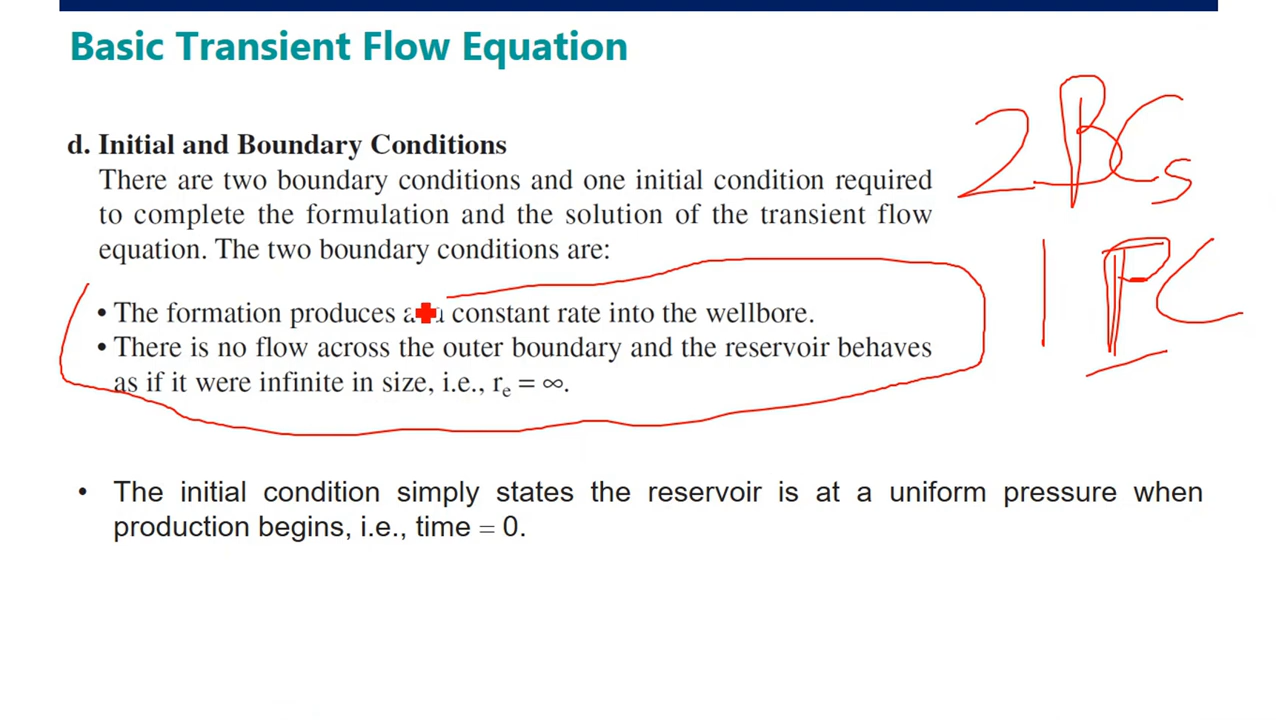 Basic Transient Flow Equation
d. Initial and Boundary Conditions
There are two boundary conditions and one initial condition required
to complete the formulation and the solution of the transient flow
equation. The two boundary conditions are:
• The formation produces a constant rate into the wellbore.
• There is no flow across the outer boundary and the reservoir behaves
as if it were infinite in size, i.e., rₑ = ∞.
• The initial condition simply states the reservoir is at a uniform pressure when
production begins, i.e., time = 0.
2 BCs
1 C